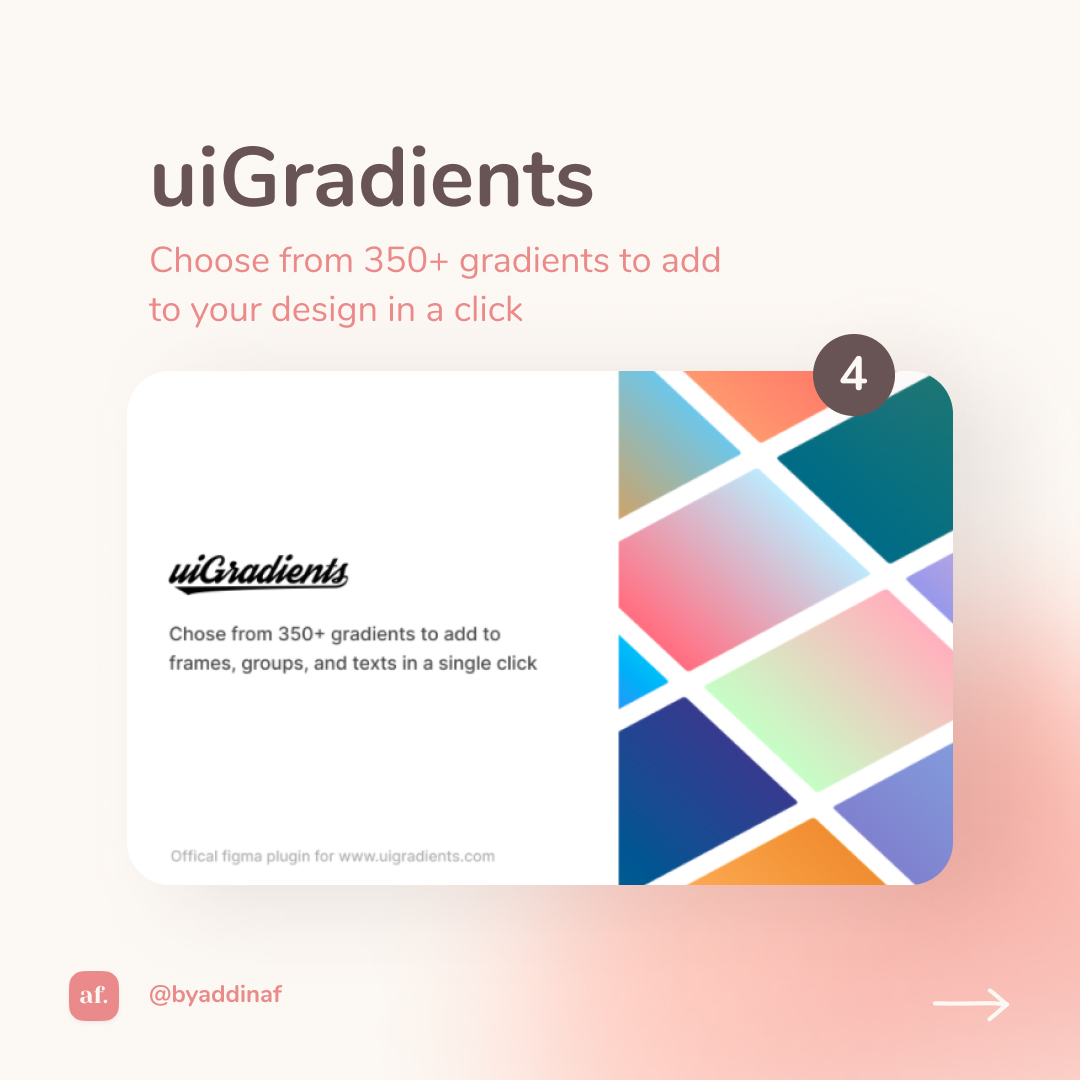 uiGradients
Choose from 350+ gradients to add
to your design in a click
4
uiGradients
Chose from 350+ gradients to add to
frames, groups, and texts in a single click
Offical figma plugin for www.uigradients.com
af.
@byaddinaf